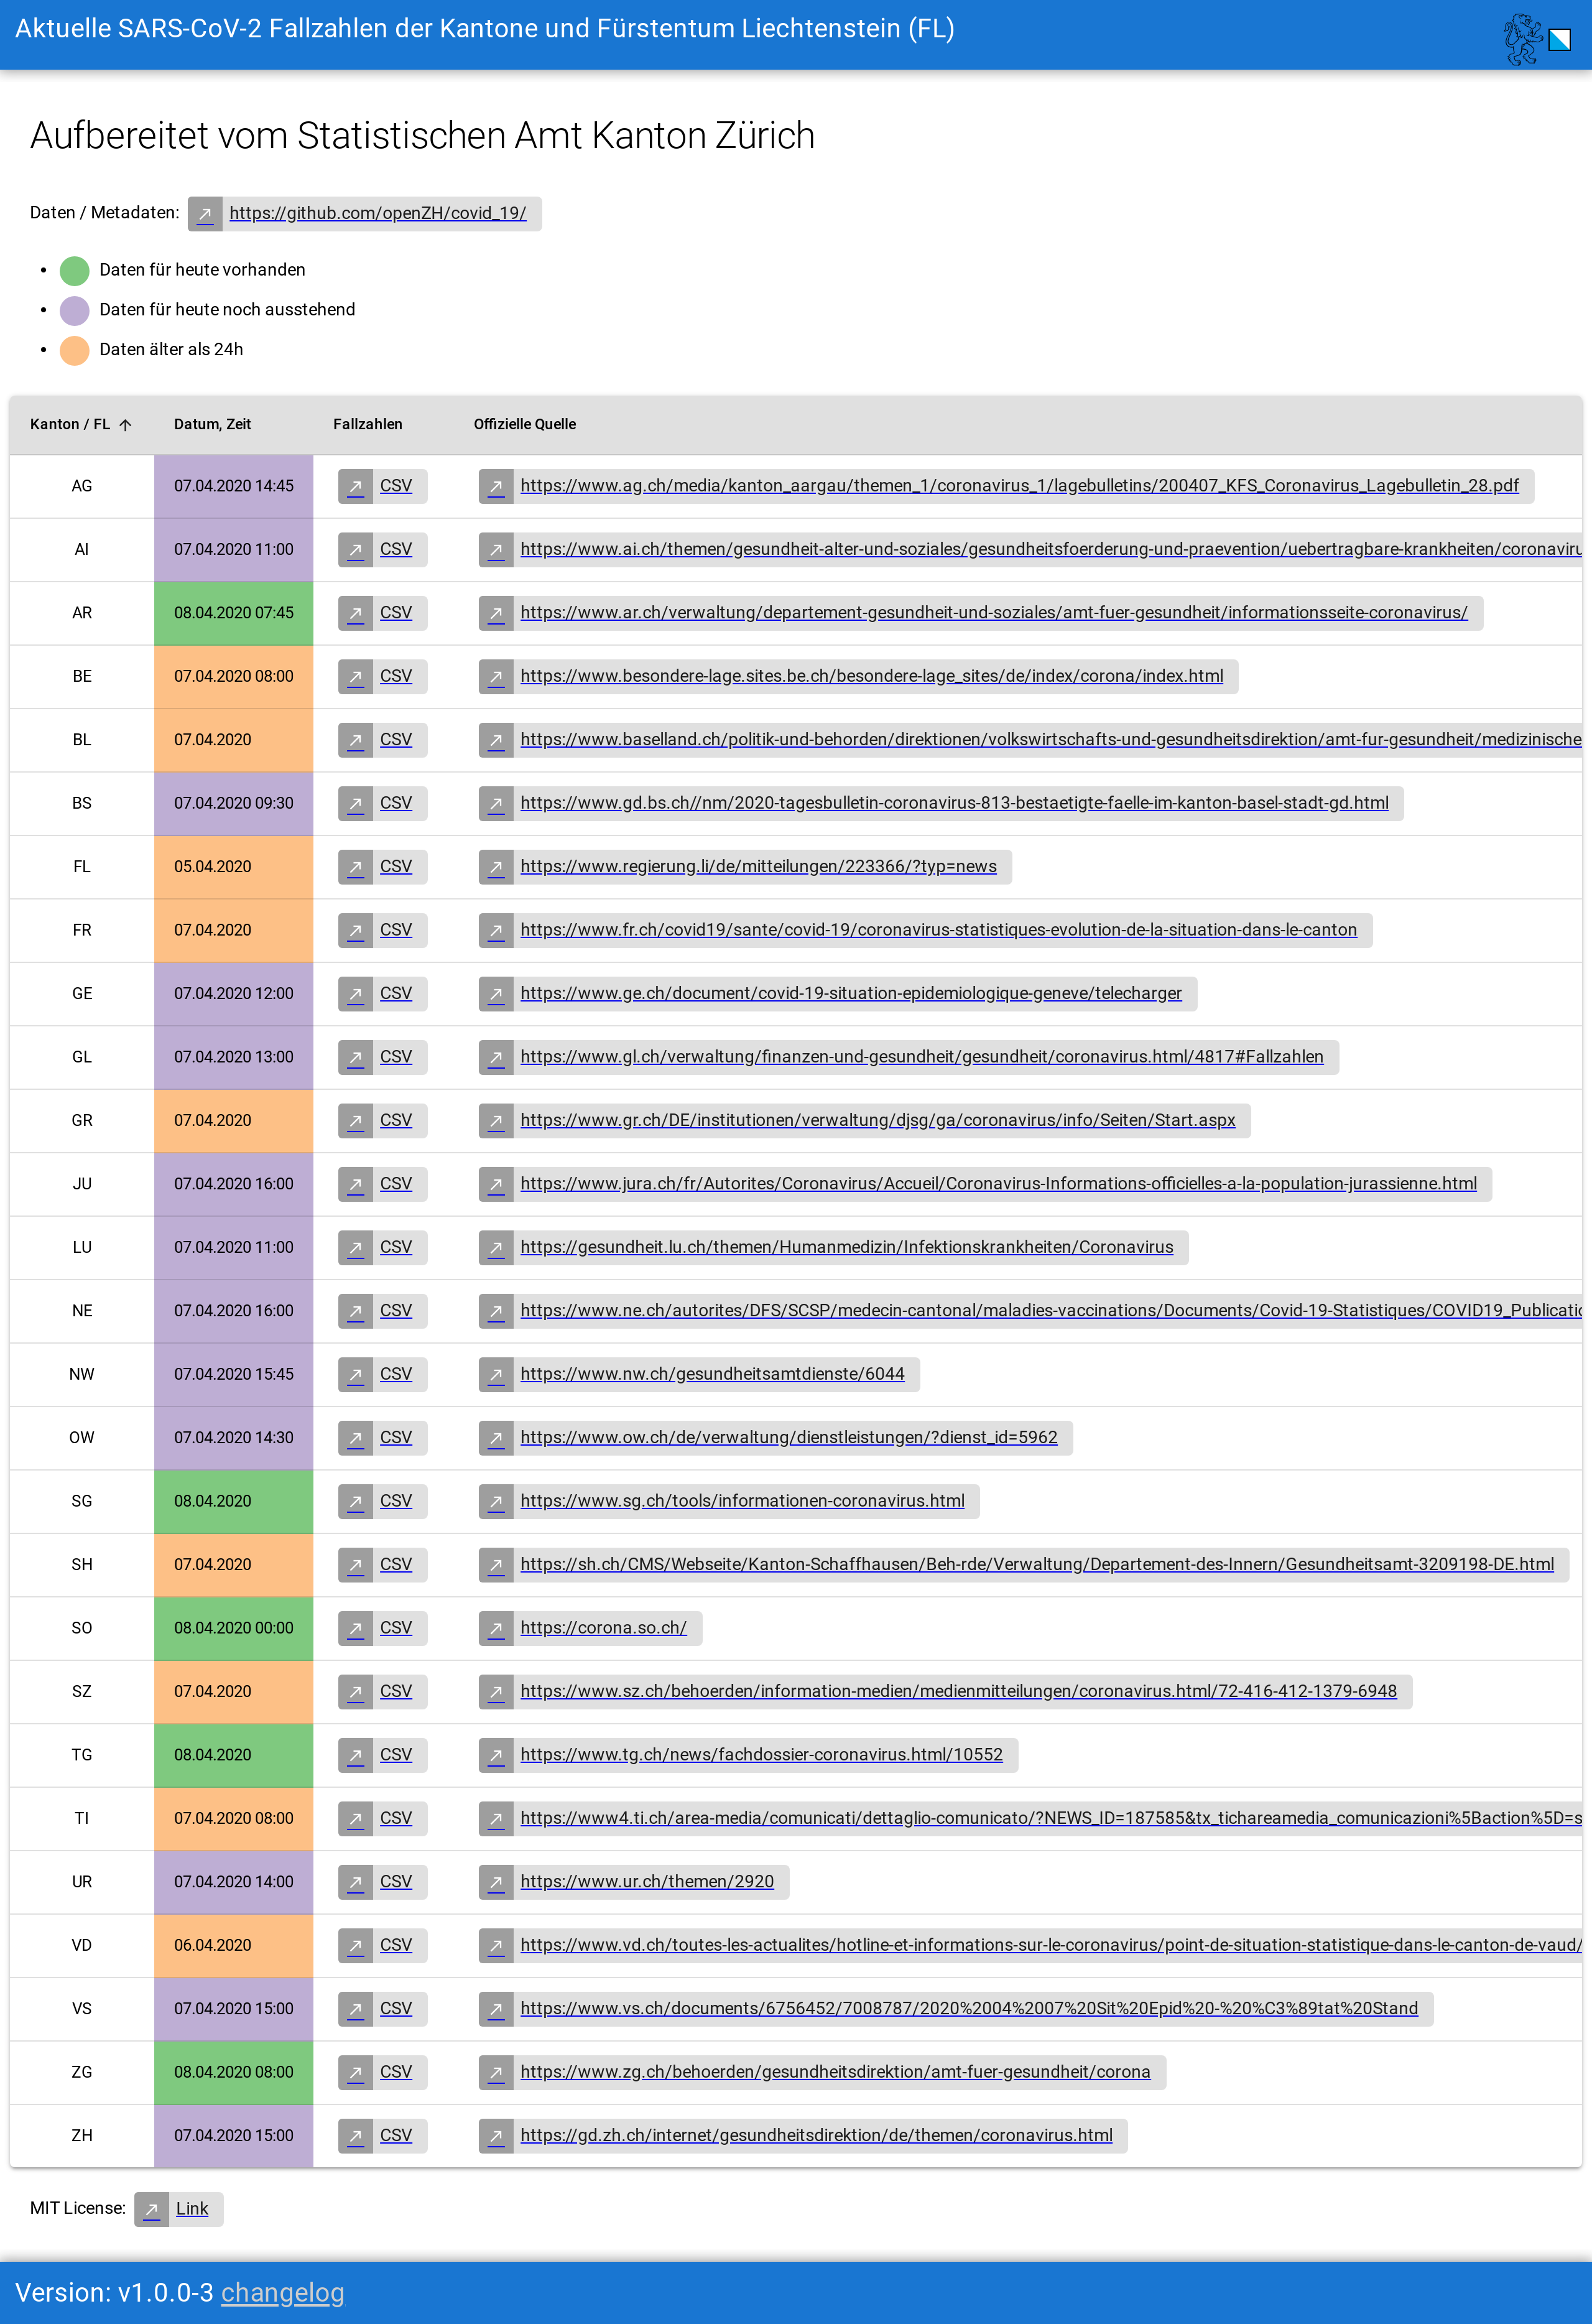 Aktuelle SARS-CoV-2 Fallzahlen der Kantone und Fürstentum Liechtenstein (FL)
Aufbereitet vom Statistischen Amt Kanton Zürich
Daten / Metadaten: https://github.com/openZH/covid_19/
Daten für heute vorhanden
Daten für heute noch ausstehend
Daten älter als 24h
Kanton / FL Datum, Zeit Fallzahlen Offizielle Quelle
AG 07.04.2020 14:45 CSV https://www.ag.ch/media/kanton_aargau/themen_1/coronavirus_1/lagebulletins/200407_KFS_Coronavirus_Lagebulletin_28.pdf
AI 07.04.2020 11:00 CSV https://www.ai.ch/themen/gesundheit-alter-und-soziales/gesundheitsfoerderung-und-praevention/uebertragbare-krankheiten/coronaviru
AR 08.04.2020 07:45 CSV https://www.ar.ch/verwaltung/departement-gesundheit-und-soziales/amt-fuer-gesundheit/informationsseite-coronavirus/
BE 07.04.2020 08:00 CSV https://www.besondere-lage.sites.be.ch/besondere-lage_sites/de/index/corona/index.html
BL 07.04.2020 CSV https://www.baselland.ch/politik-und-behorden/direktionen/volkswirtschafts-und-gesundheitsdirektion/amt-fur-gesundheit/medizinische
BS 07.04.2020 09:30 CSV https://www.gd.bs.ch//nm/2020-tagesbulletin-coronavirus-813-bestaetigte-faelle-im-kanton-basel-stadt-gd.html
FL 05.04.2020 CSV https://www.regierung.li/de/mitteilungen/223366/?typ=news
FR 07.04.2020 CSV https://www.fr.ch/covid19/sante/covid-19/coronavirus-statistiques-evolution-de-la-situation-dans-le-canton
GE 07.04.2020 12:00 CSV https://www.ge.ch/document/covid-19-situation-epidemiologique-geneve/telecharger
GL 07.04.2020 13:00 CSV https://www.gl.ch/verwaltung/finanzen-und-gesundheit/gesundheit/coronavirus.html/4817#Fallzahlen
GR 07.04.2020 CSV https://www.gr.ch/DE/institutionen/verwaltung/djsg/ga/coronavirus/info/Seiten/Start.aspx
JU 07.04.2020 16:00 CSV https://www.jura.ch/fr/Autorites/Coronavirus/Accueil/Coronavirus-Informations-officielles-a-la-population-jurassienne.html
LU 07.04.2020 11:00 CSV https://gesundheit.lu.ch/themen/Humanmedizin/Infektionskrankheiten/Coronavirus
NE 07.04.2020 16:00 CSV https://www.ne.ch/autorites/DFS/SCSP/medecin-cantonal/maladies-vaccinations/Documents/Covid-19-Statistiques/COVID19_Publicatio
NW 07.04.2020 15:45 CSV https://www.nw.ch/gesundheitsamtdienste/6044
OW 07.04.2020 14:30 CSV https://www.ow.ch/de/verwaltung/dienstleistungen/?dienst_id=5962
SG 08.04.2020 CSV https://www.sg.ch/tools/informationen-coronavirus.html
SH 07.04.2020 CSV https://sh.ch/CMS/Webseite/Kanton-Schaffhausen/Beh-rde/Verwaltung/Departement-des-Innern/Gesundheitsamt-3209198-DE.html
SO 08.04.2020 00:00 CSV https://corona.so.ch/
SZ 07.04.2020 CSV https://www.sz.ch/behoerden/information-medien/medienmitteilungen/coronavirus.html/72-416-412-1379-6948
TG 08.04.2020 CSV https://www.tg.ch/news/fachdossier-coronavirus.html/10552
TI 07.04.2020 08:00 CSV https://www4.ti.ch/area-media/comunicati/dettaglio-comunicato/?NEWS_ID=187585&tx_tichareamedia_comunicazioni%5Baction%5D=s
UR 07.04.2020 14:00 CSV https://www.ur.ch/themen/2920
VD 06.04.2020 CSV https://www.vd.ch/toutes-les-actualites/hotline-et-informations-sur-le-coronavirus/point-de-situation-statistique-dans-le-canton-de-vaud/
VS 07.04.2020 15:00 CSV https://www.vs.ch/documents/6756452/7008787/2020%2004%2007%20Sit%20Epid%20-%20%C3%89tat%20Stand
ZG 08.04.2020 08:00 CSV https://www.zg.ch/behoerden/gesundheitsdirektion/amt-fuer-gesundheit/corona
ZH 07.04.2020 15:00 CSV https://gd.zh.ch/internet/gesundheitsdirektion/de/themen/coronavirus.html
MIT License: Link
Version: v1.0.0-3 changelog